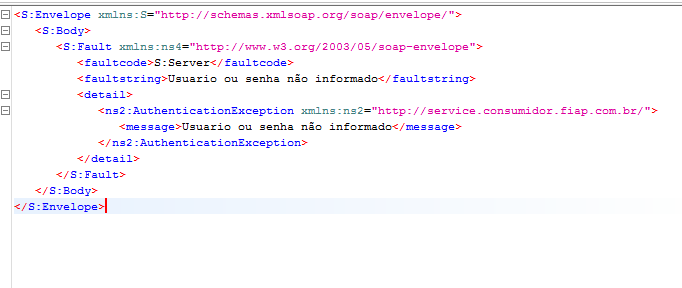 <S:Envelope xmlns:S="http://schemas.xmlsoap.org/soap/envelope/">
<S:Body>
<S:Fault xmlns:ns4="http://www.w3.org/2003/05/soap-envelope">
<faultcode>S:Server</faultcode>
<faultstring>Usuario ou senha não informado</faultstring>
<detail>
<ns2:AuthenticationException xmlns:ns2="http://service.consumidor.fiap.com.br/">
<message>Usuario ou senha não informado</message>
</ns2:AuthenticationException>
</detail>
</S:Fault>
</S:Body>
</S:Envelope>